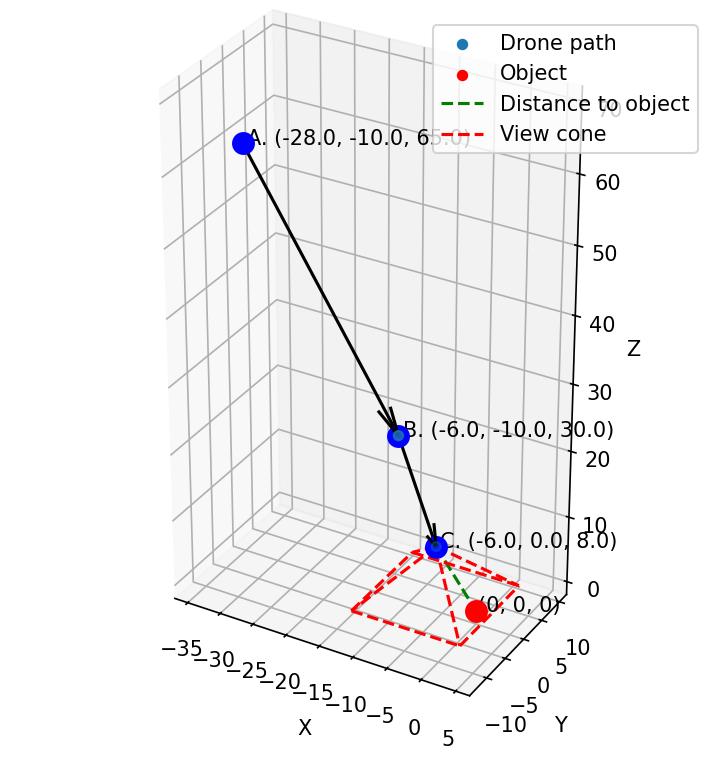 Drone path
Object
Distance to object
View cone
A. (-28.0, -10.0, 65.0)
B. (-6.0, -10.0, 30.0)
C. (-6.0, 0.0, 8.0)
(0, 0, 0)
70
60
50
40
30
20
10
0
Z
−35
−30
−25
−20
−15
−10
−5
0
5
X
10
5
0
−5
−10
Y